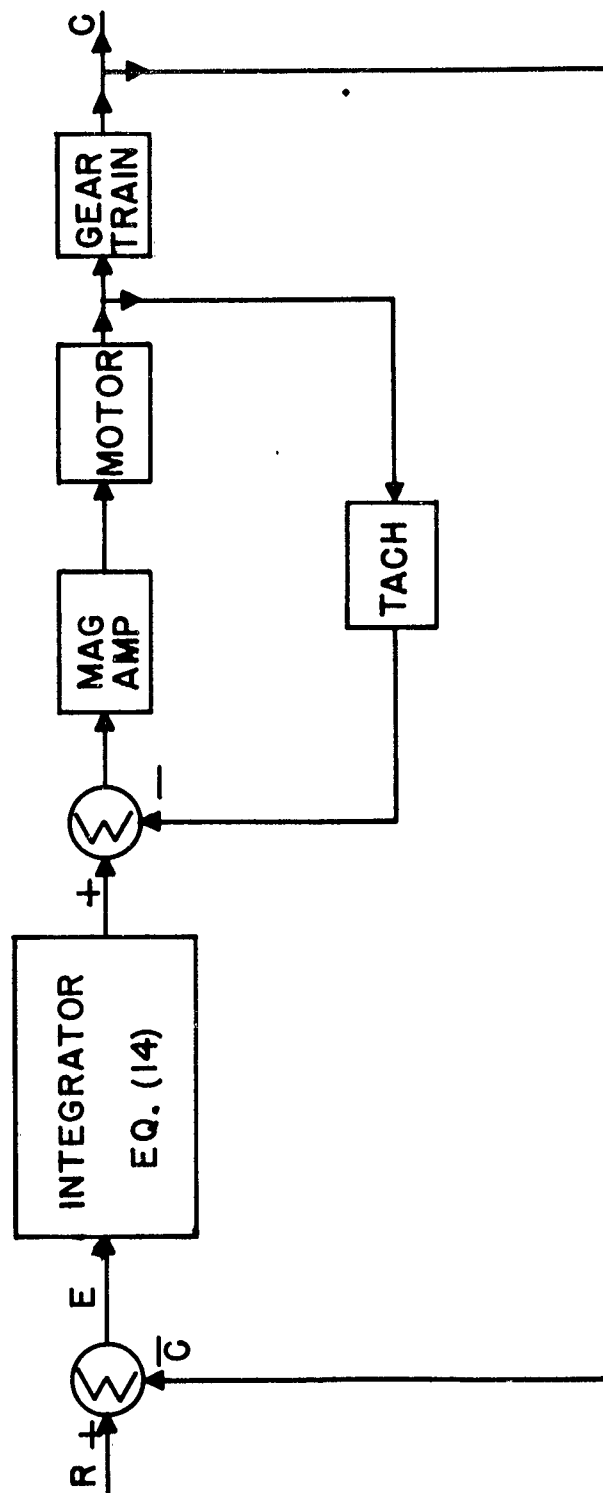 R
+
Σ
E
–
C
INTEGRATOR
EQ. (14)
+
Σ
–
MAG
AMP
MOTOR
GEAR
TRAIN
C
TACH